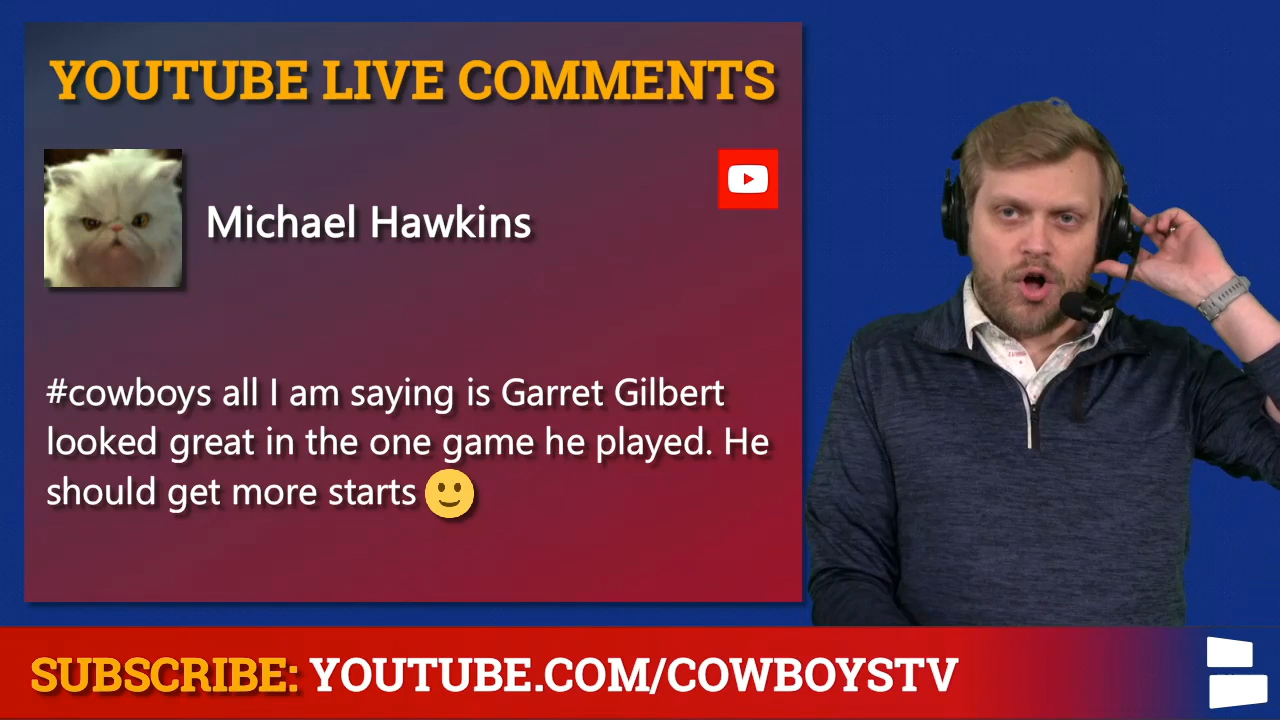 YOUTUBE LIVE COMMENTS
Michael Hawkins
#cowboys all I am saying is Garret Gilbert
looked great in the one game he played. He
should get more starts 🙂
SUBSCRIBE: YOUTUBE.COM/COWBOYSTV